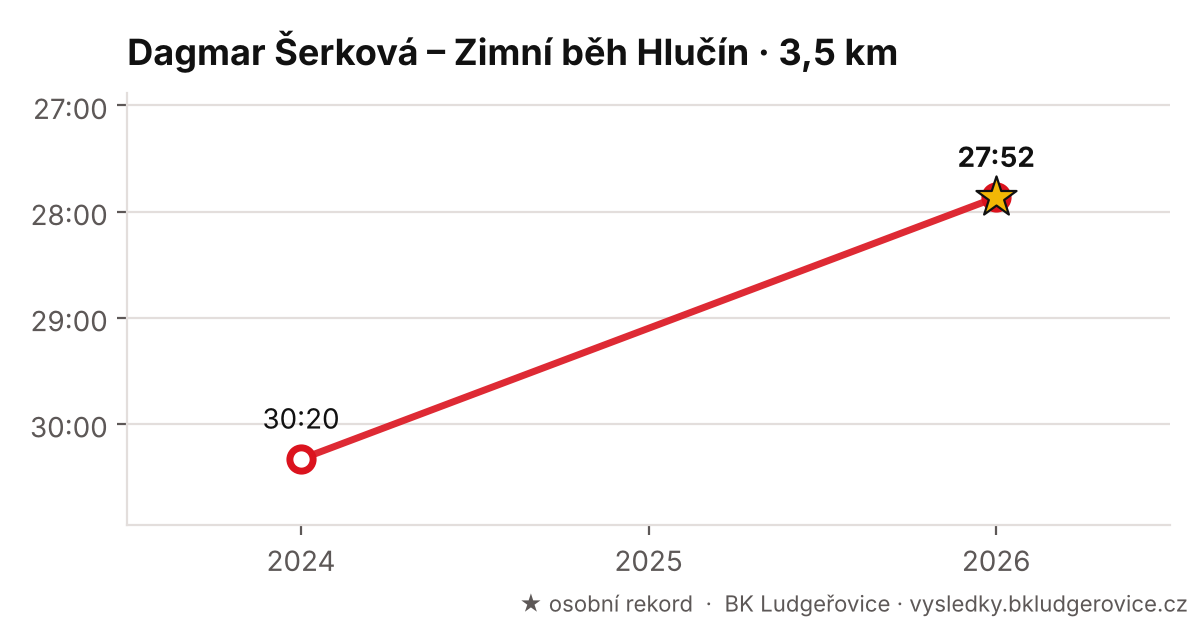 Dagmar Šerková – Zimní běh Hlučín · 3,5 km
27:00
27:52
28:00
29:00
30:20
30:00
2024 2025 2026
★ osobní rekord · BK Ludgeřovice · vysledky.bkludgerovice.cz